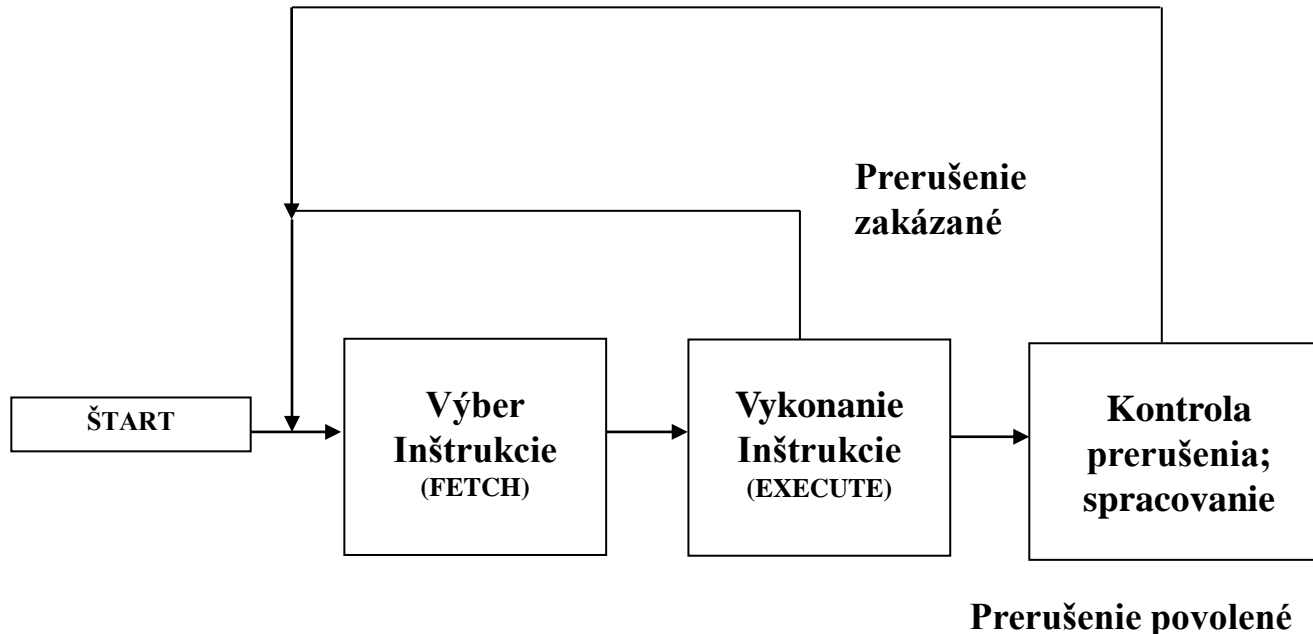 Prerušenie
zakázané
ŠTART
Výber
Inštrukcie
(FETCH)
Vykonanie
Inštrukcie
(EXECUTE)
Kontrola
prerušenia;
spracovanie
Prerušenie povolené